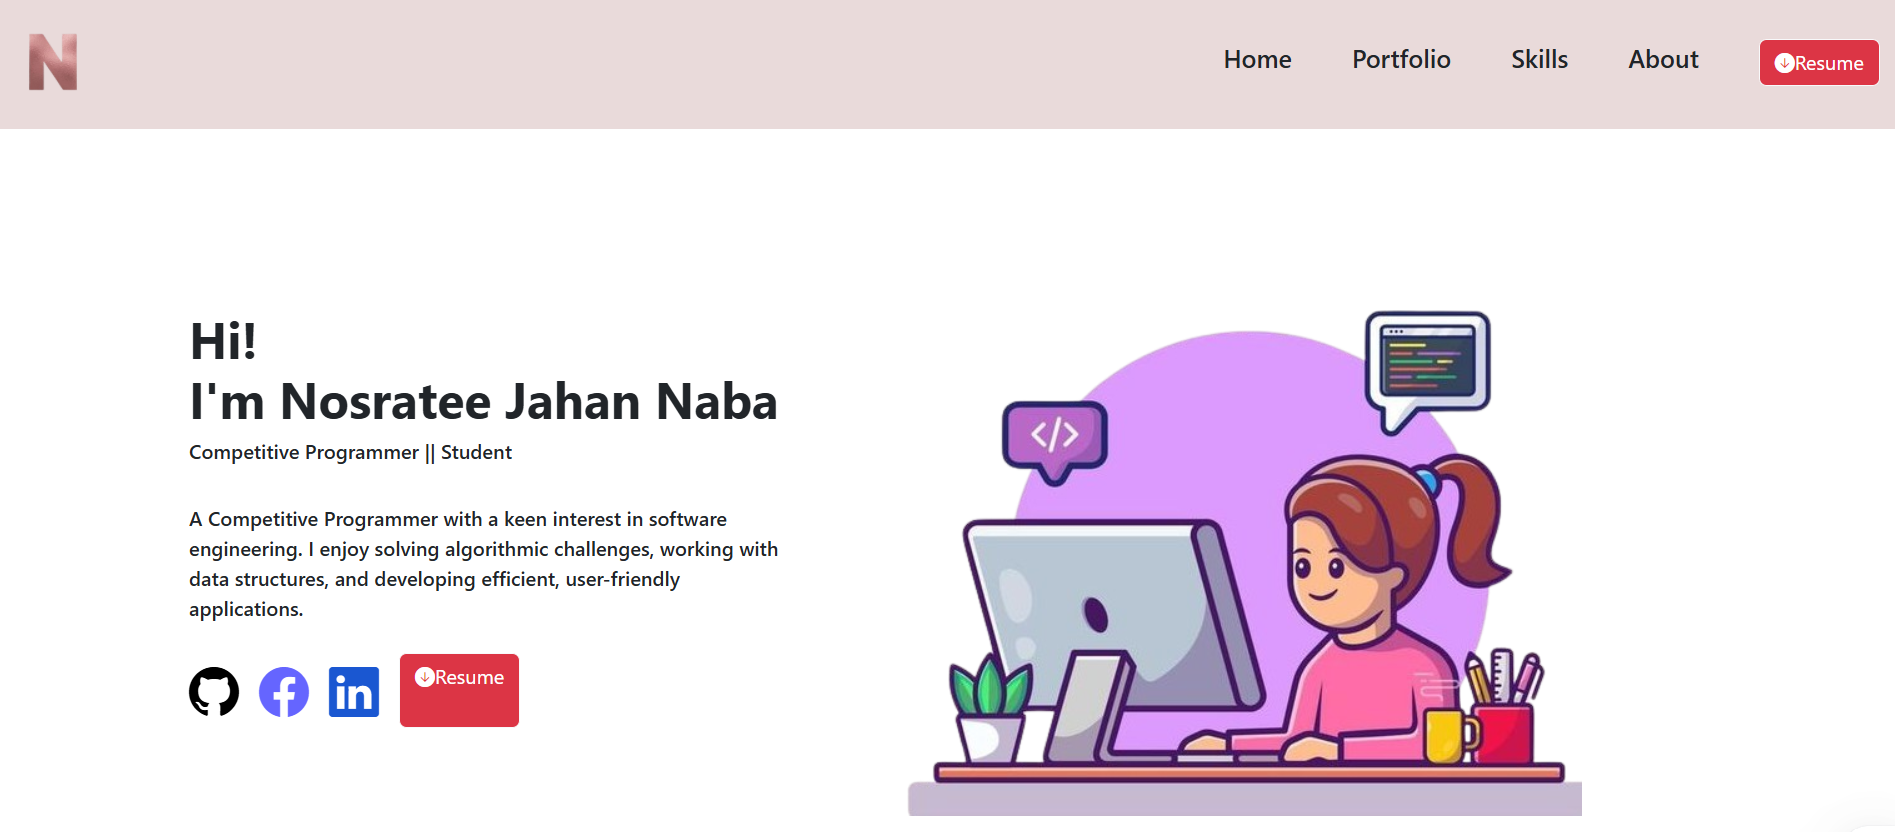 N
Home Portfolio Skills About Resume
Hi!
I'm Nosratee Jahan Naba
Competitive Programmer || Student
A Competitive Programmer with a keen interest in software
engineering. I enjoy solving algorithmic challenges, working with
data structures, and developing efficient, user-friendly
applications.
in Resume
</>